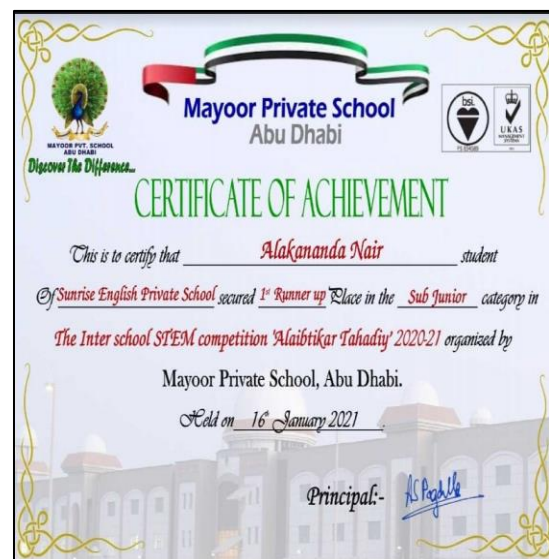 Mayoor Private School
Abu Dhabi
MAYOOR PVT. SCHOOL
ABU DHABI
Discover The Difference...
bsi.
UKAS
MANAGEMENT
SYSTEMS
CERTIFICATE OF ACHIEVEMENT
This is to certify that Alakananda Nair student
Of Sunrise English Private School secured 1st Runner up Place in the Sub Junior category in
The Inter school STEM competition 'Alaibtikar Tahadiy' 2020-21 organized by
Mayoor Private School, Abu Dhabi.
Held on 16th January 2021 .
Principal:-